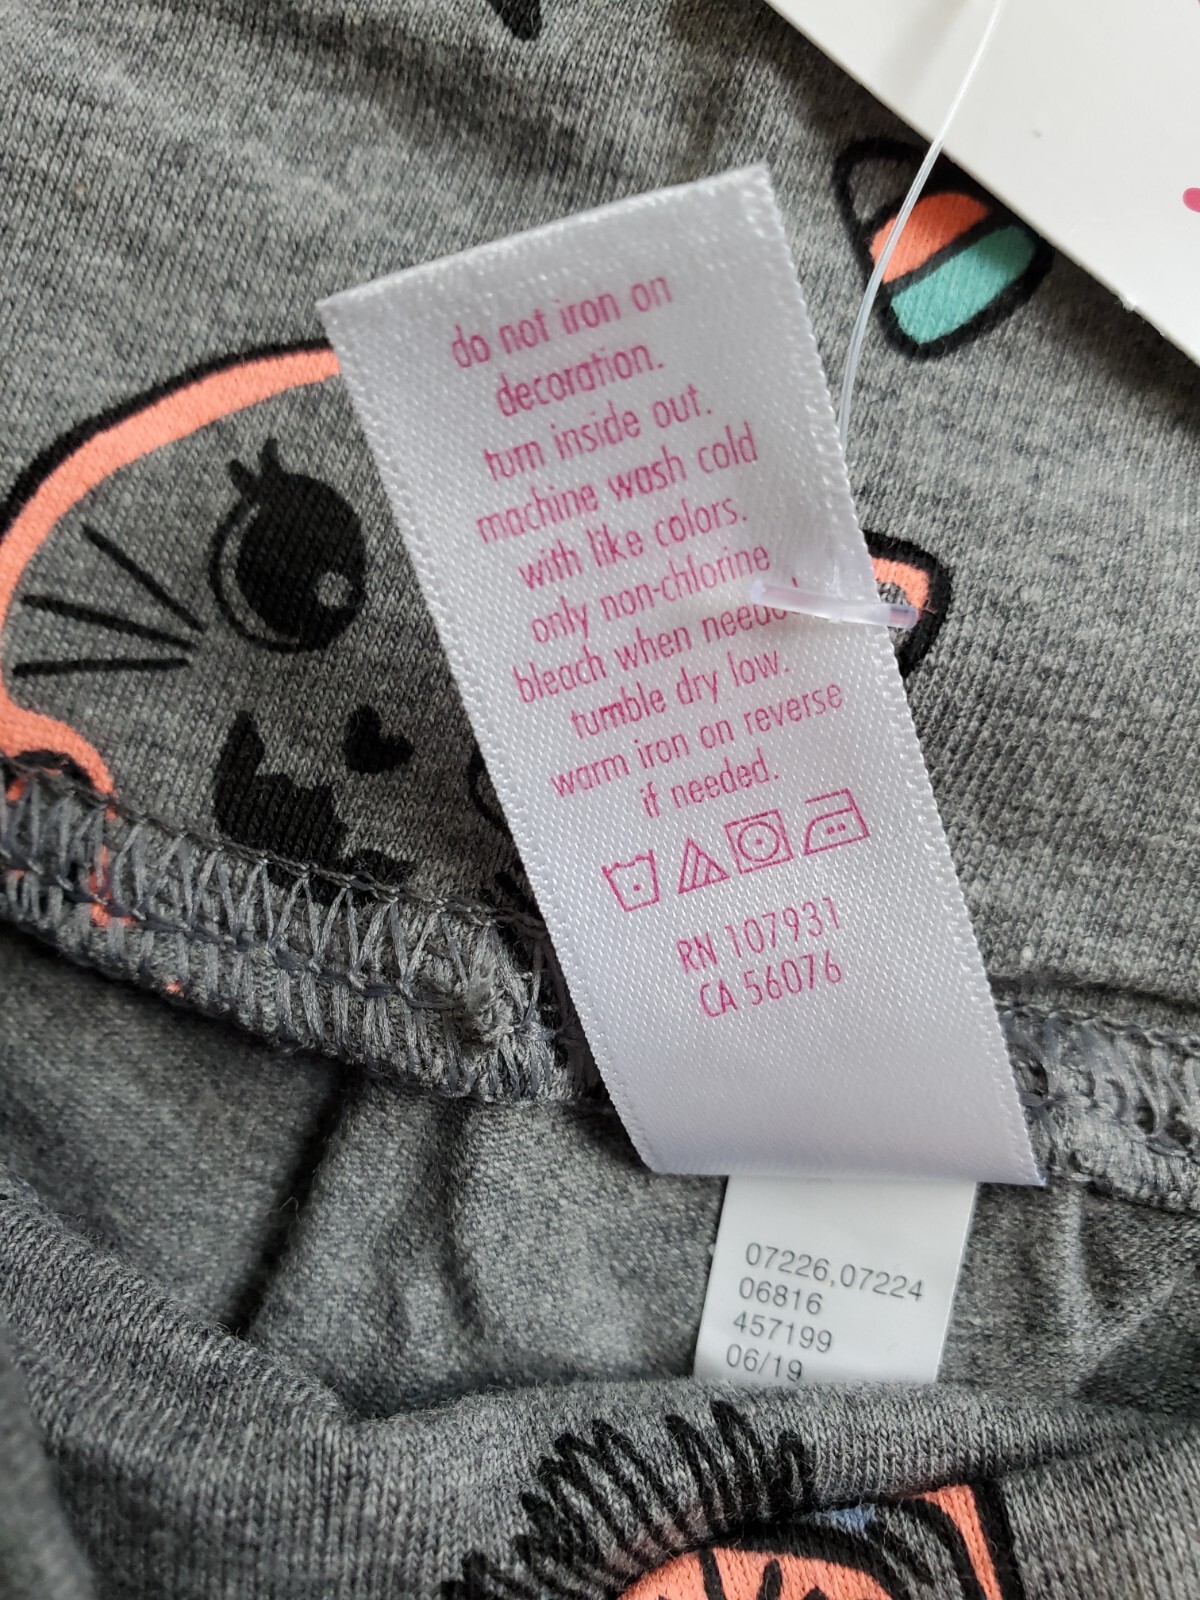 do not iron on
decoration.
turn inside out.
machine wash cold
with like colors.
only non-chlorine
bleach when
tumble dry low.
warm iron on reverse
if needed.
RN 107931
CA 56076
07226,07224
06816
457199
06/19